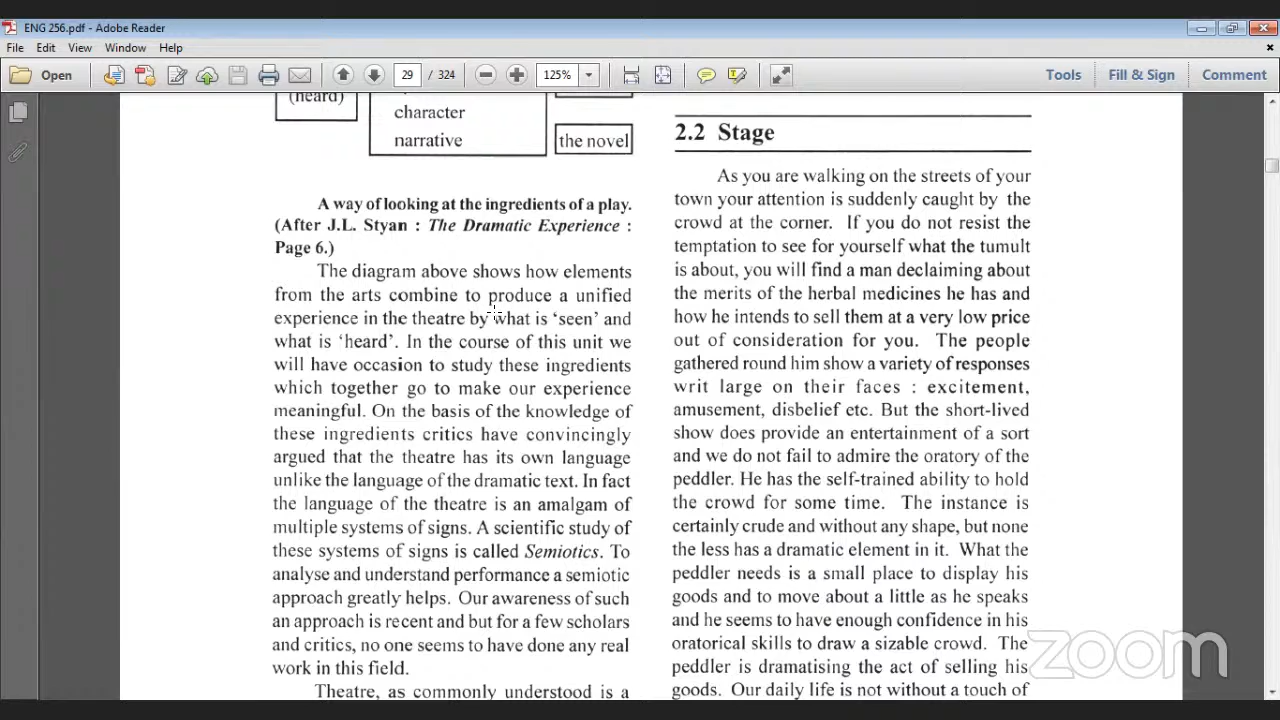 ENG 256.pdf - Adobe Reader
File Edit View Window Help
Open 29 / 324 125% Tools Fill & Sign Comment
(heard)
character
narrative
the novel
A way of looking at the ingredients of a play.
(After J.L. Styan : The Dramatic Experience :
Page 6.)
The diagram above shows how elements
from the arts combine to produce a unified
experience in the theatre by what is ‘seen’ and
what is ‘heard’. In the course of this unit we
will have occasion to study these ingredients
which together go to make our experience
meaningful. On the basis of the knowledge of
these ingredients critics have convincingly
argued that the theatre has its own language
unlike the language of the dramatic text. In fact
the language of the theatre is an amalgam of
multiple systems of signs. A scientific study of
these systems of signs is called Semiotics. To
analyse and understand performance a semiotic
approach greatly helps. Our awareness of such
an approach is recent and but for a few scholars
and critics, no one seems to have done any real
work in this field.
Theatre, as commonly understood is a
2.2 Stage
As you are walking on the streets of your
town your attention is suddenly caught by the
crowd at the corner. If you do not resist the
temptation to see for yourself what the tumult
is about, you will find a man declaiming about
the merits of the herbal medicines he has and
how he intends to sell them at a very low price
out of consideration for you. The people
gathered round him show a variety of responses
writ large on their faces : excitement,
amusement, disbelief etc. But the short-lived
show does provide an entertainment of a sort
and we do not fail to admire the oratory of the
peddler. He has the self-trained ability to hold
the crowd for some time. The instance is
certainly crude and without any shape, but none
the less has a dramatic element in it. What the
peddler needs is a small place to display his
goods and to move about a little as he speaks
and he seems to have enough confidence in his
oratorical skills to draw a sizable crowd. The
peddler is dramatising the act of selling his
goods. Our daily life is not without a touch of
zoom